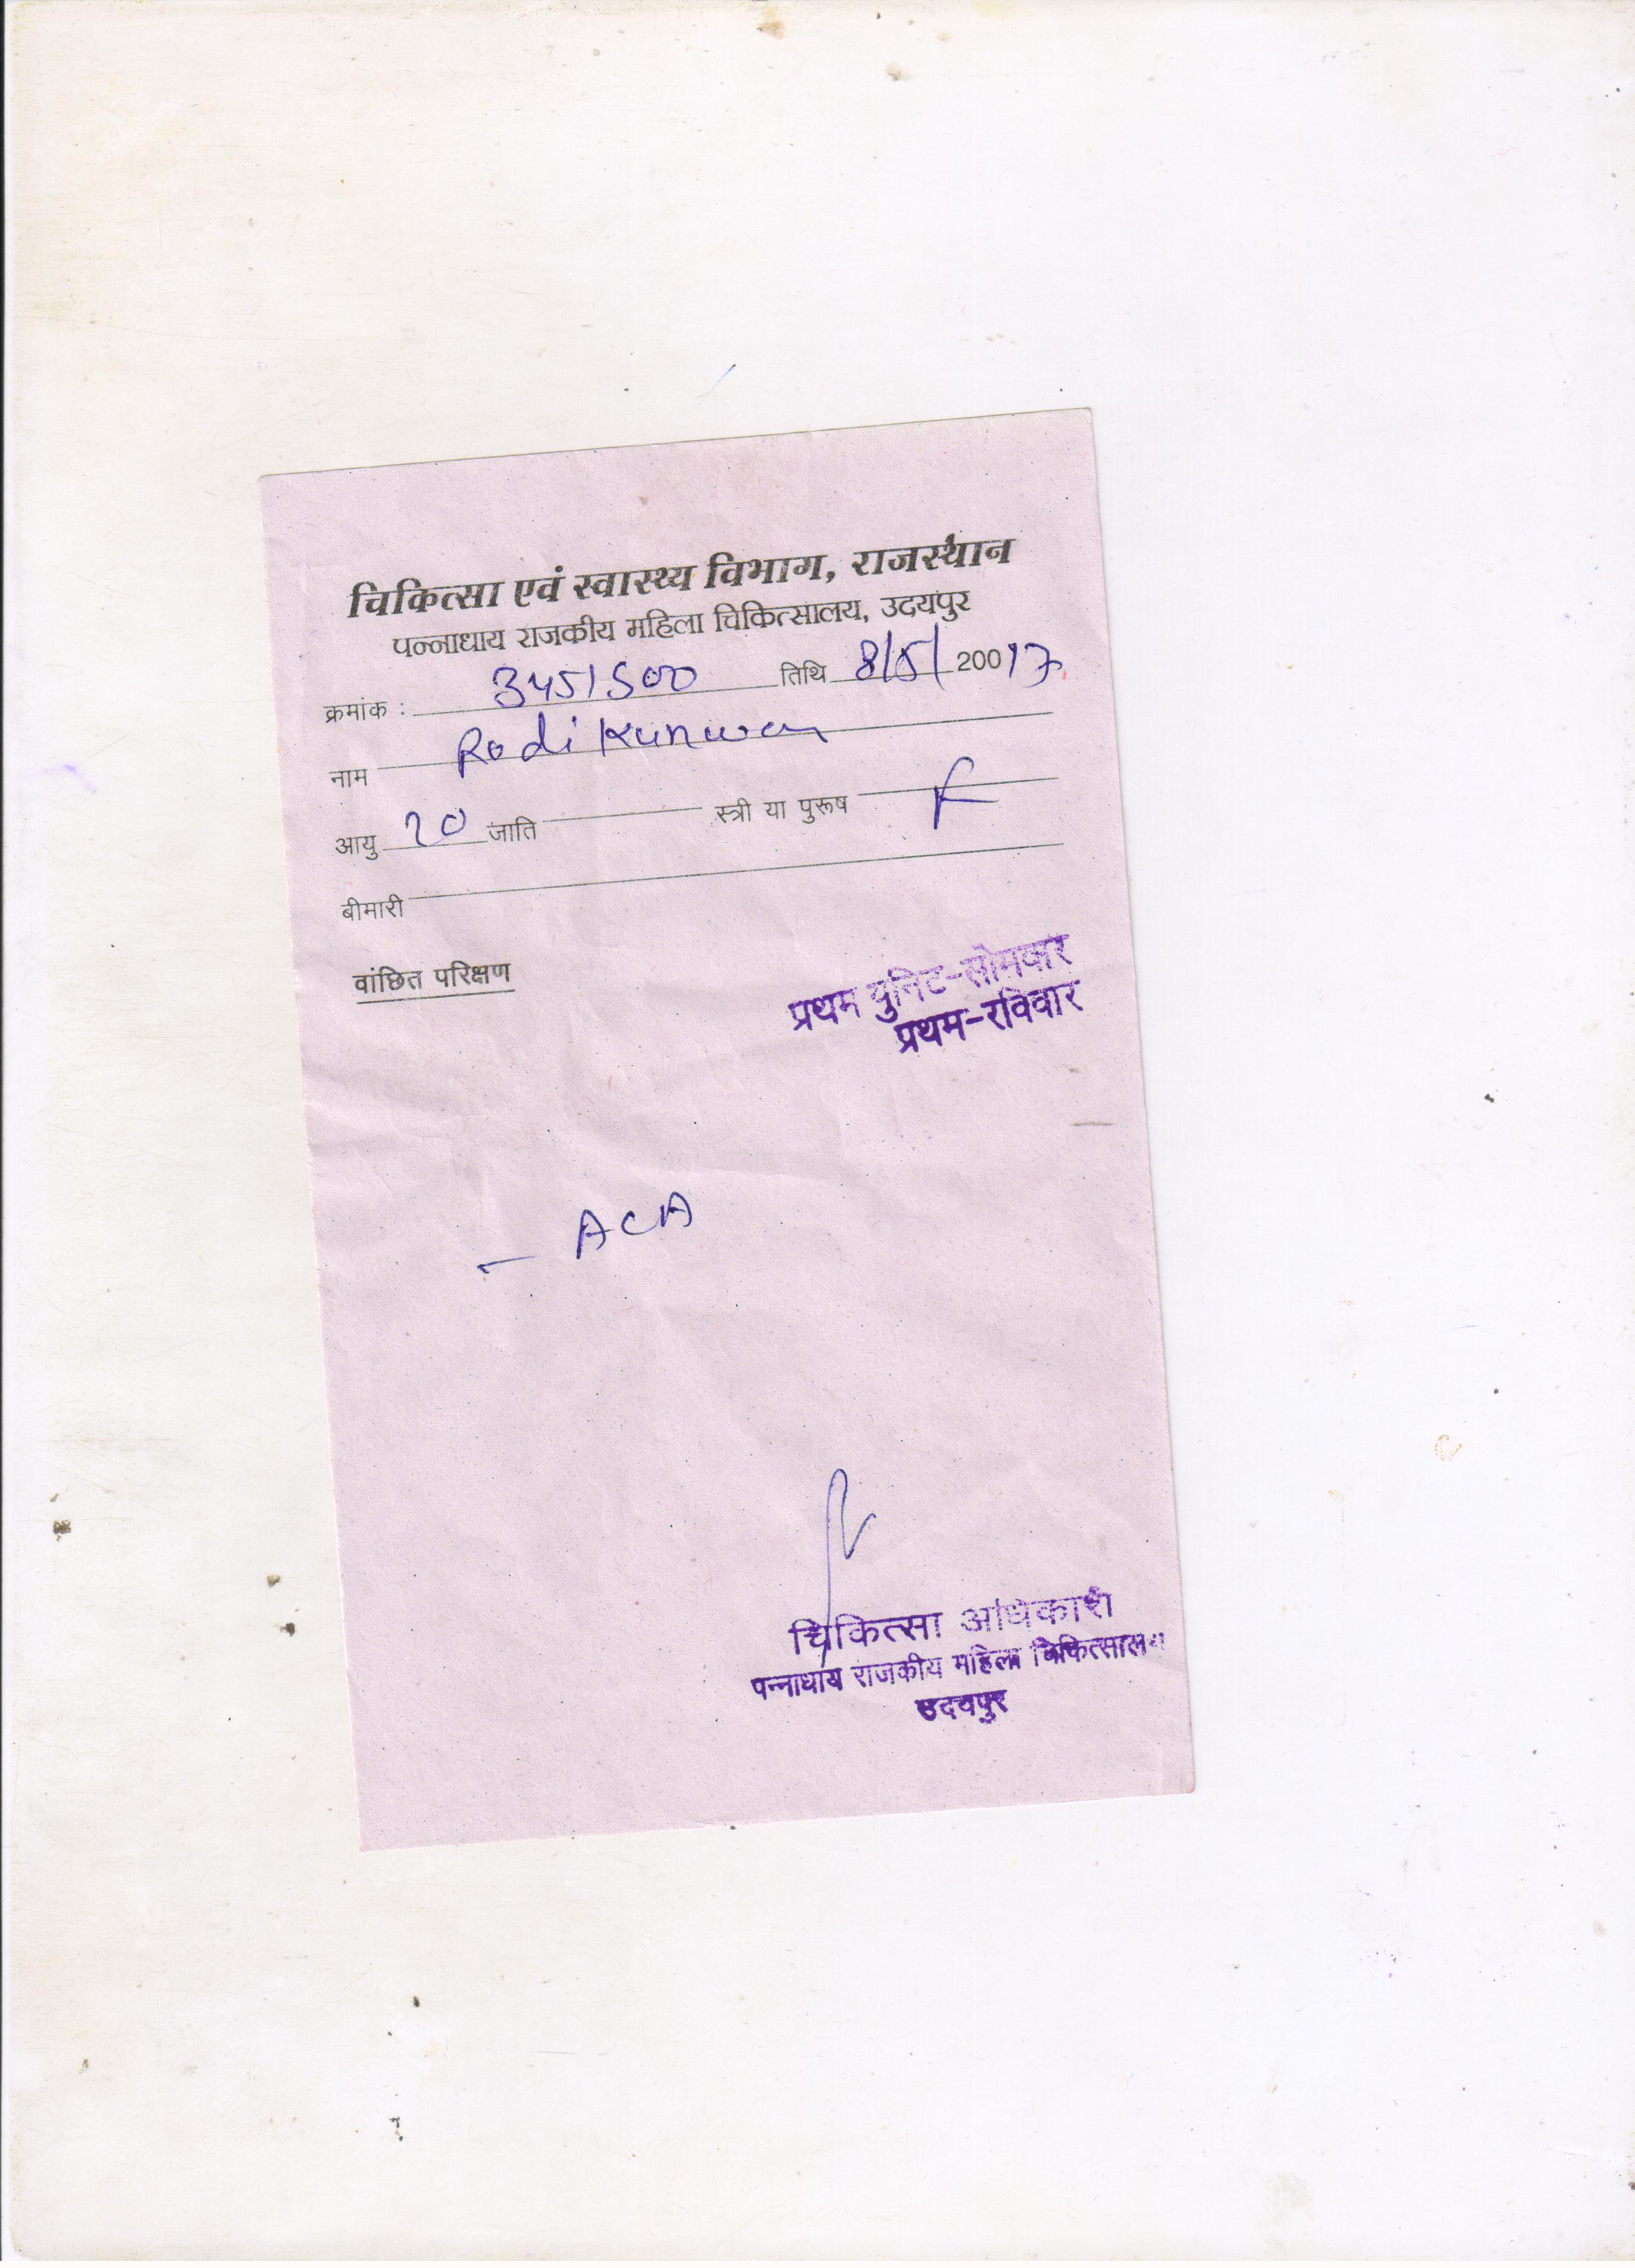 चिकित्सा एवं स्वास्थ्य विभाग, राजस्थान
पन्नाधाय राजकीय महिला चिकित्सालय, उदयपुर
क्रमांक : 3451500 तिथि 8/5/ 20017
नाम Rodi Kunwar
आयु 20 जाति स्त्री या पुरूष F
बीमारी
वांछित परिक्षण
प्रथम युनिट-सोमवार
प्रथम-रविवार
– ACA
चिकित्सा अधिकारी
पन्नाधाय राजकीय महिला चिकित्सालय
उदयपुर